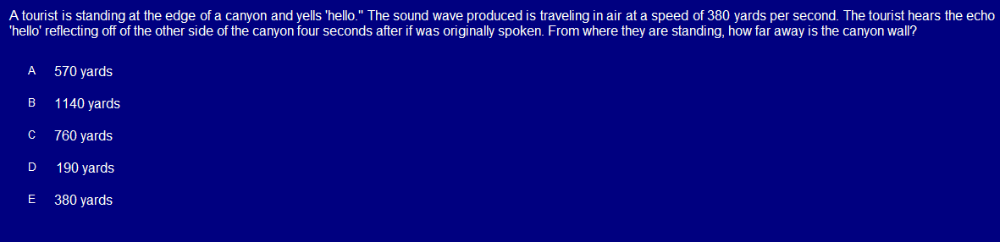 A tourist is standing at the edge of a canyon and yells 'hello." The sound wave produced is traveling in air at a speed of 380 yards per second. The tourist hears the echo
'hello' reflecting off of the other side of the canyon four seconds after if was originally spoken. From where they are standing, how far away is the canyon wall?
A 570 yards
B 1140 yards
C 760 yards
D 190 yards
E 380 yards